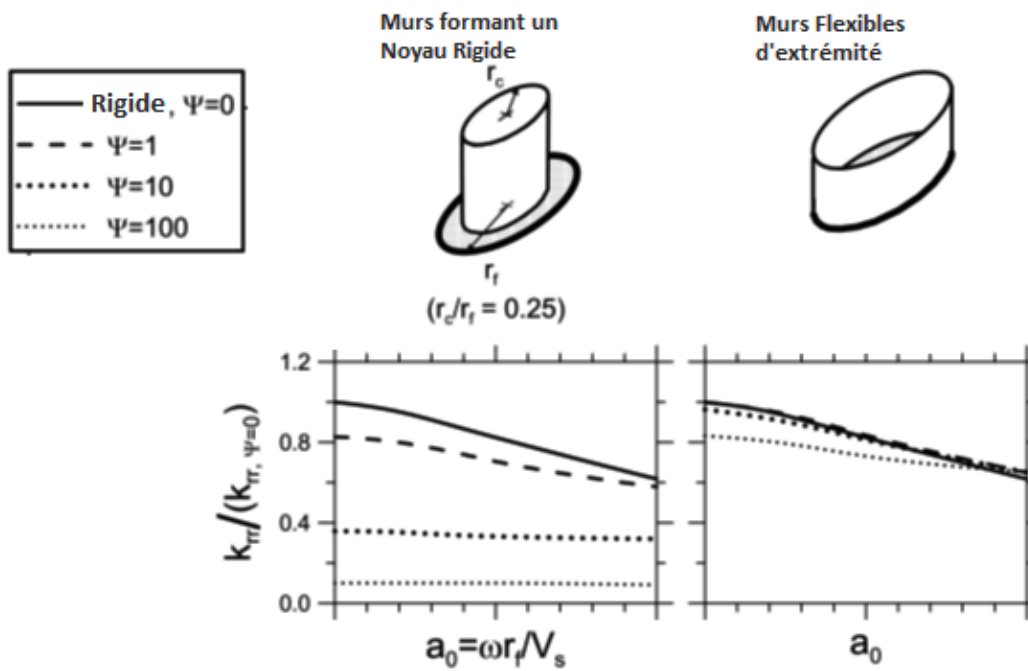 Murs formant un
Noyau Rigide
Murs Flexibles
d'extrémité
Rigide, Ψ=0
Ψ=1
Ψ=10
Ψ=100
r_c
r_f
(r_c/r_f = 0.25)
1.2
0.8
0.4
0.0
k_rr/(k_rr, Ψ=0)
a_0=ωr_f/V_s
a_0